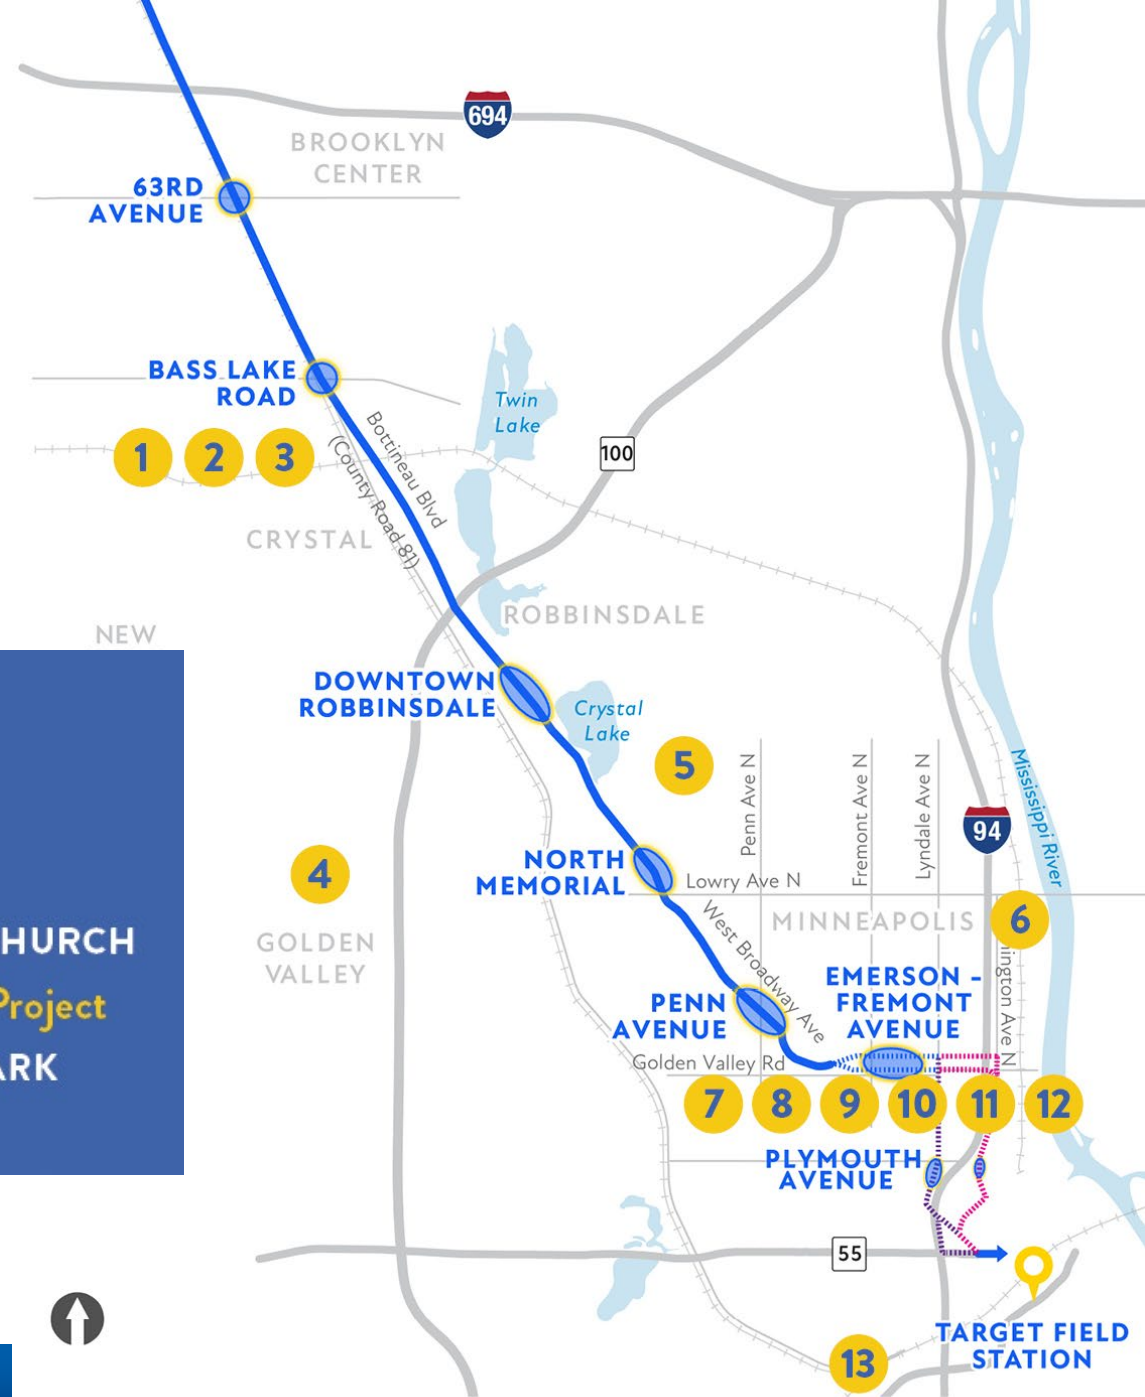 694
BROOKLYN
CENTER
63RD
AVENUE
BASS LAKE
ROAD
Twin
Lake
Bottineau Blvd
(County Road 81)
100
1 2 3
CRYSTAL
ROBBINSDALE
NEW
DOWNTOWN
ROBBINSDALE
Crystal
Lake
5
Penn Ave N
Fremont Ave N
Lyndale Ave N
Mississippi River
94
NORTH
MEMORIAL
4
Lowry Ave N
MINNEAPOLIS
6
HURCH
GOLDEN
VALLEY
West Broadway Ave
ington Ave N
EMERSON -
FREMONT
AVENUE
Project
PENN
AVENUE
ARK
Golden Valley Rd
7 8 9 10 11 12
PLYMOUTH
AVENUE
55
TARGET FIELD
STATION
13